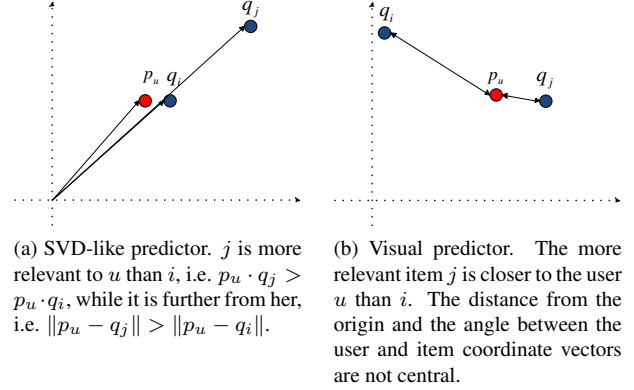 q_j
p_u q_i
(a) SVD-like predictor. j is more
relevant to u than i, i.e. p_u · q_j >
p_u · q_i, while it is further from her,
i.e. ‖p_u − q_j‖ > ‖p_u − q_i‖.
q_i
p_u q_j
(b) Visual predictor. The more
relevant item j is closer to the user
u than i. The distance from the
origin and the angle between the
user and item coordinate vectors
are not central.